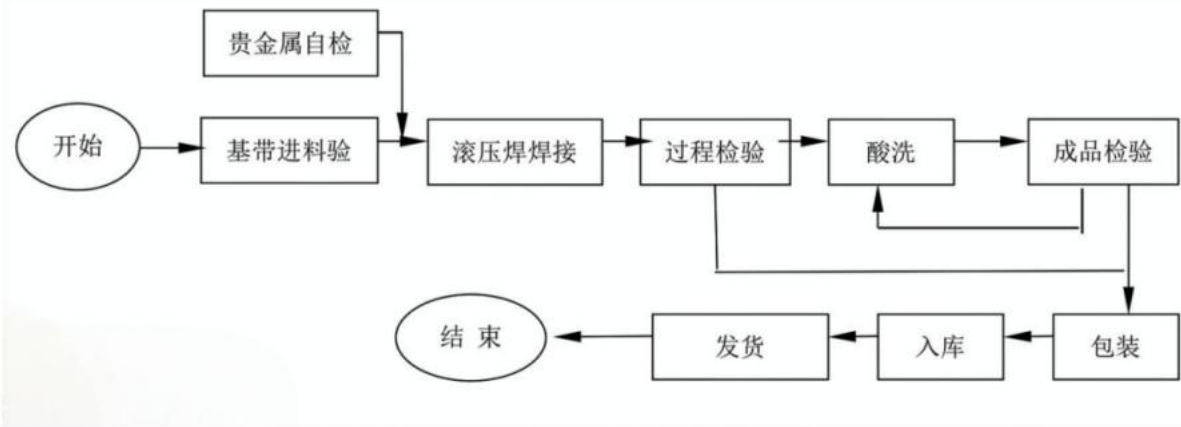 贵金属自检
开始
基带进料验
滚压焊焊接
过程检验
酸洗
成品检验
结 束
发货
入库
包装